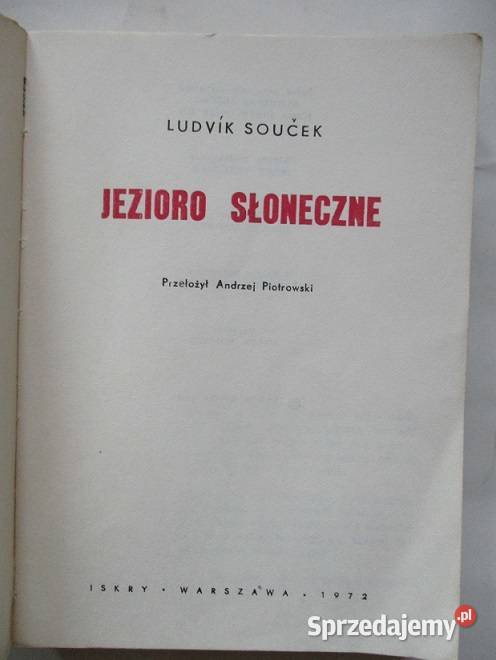 LUDVÍK SOUČEK
JEZIORO SŁONECZNE
Przełożył Andrzej Piotrowski
ISKRY • WARSZAWA • 1972
Sprzedajemy.pl